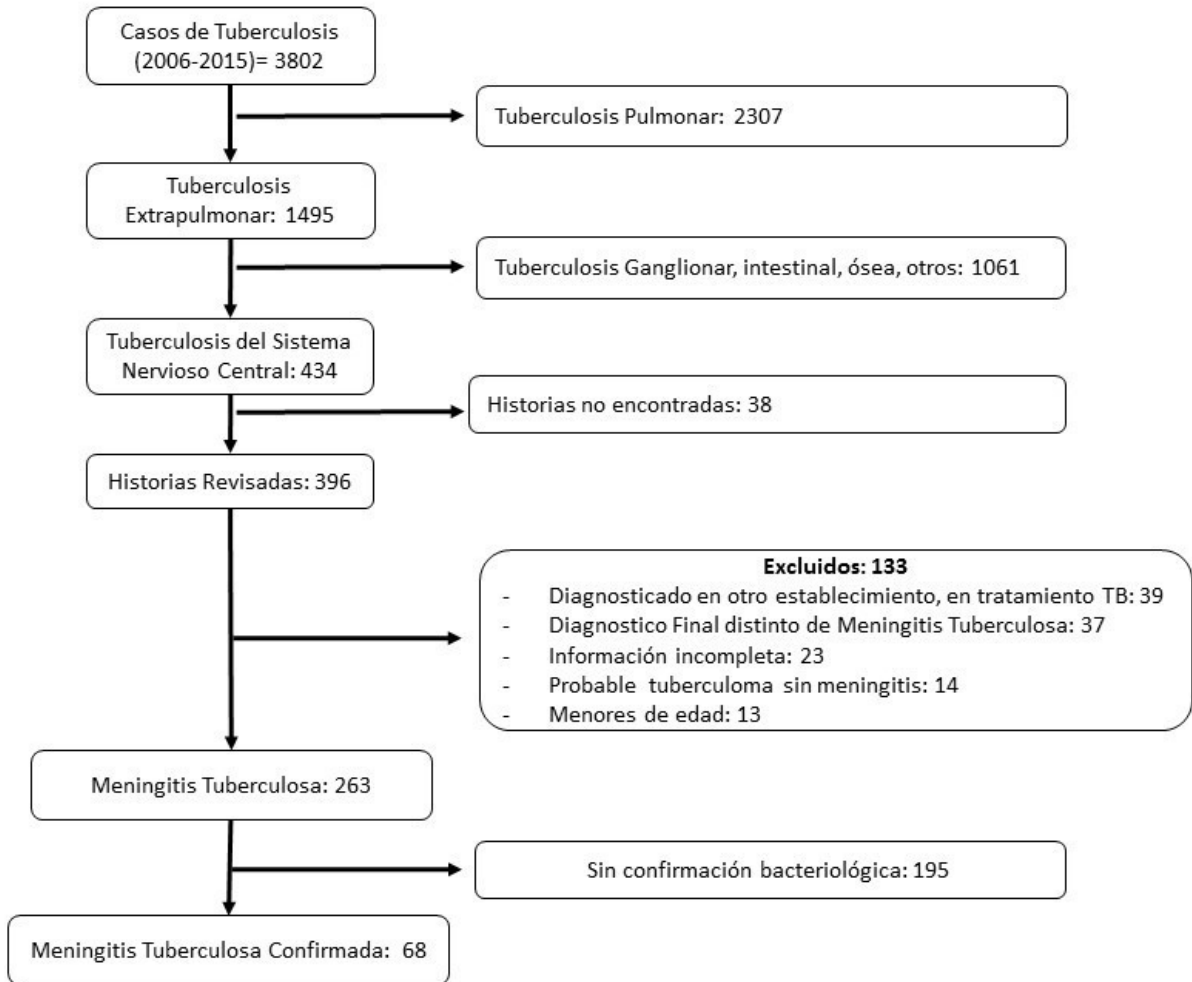 Casos de Tuberculosis
(2006-2015)= 3802
Tuberculosis Pulmonar: 2307
Tuberculosis
Extrapulmonar: 1495
Tuberculosis Ganglionar, intestinal, ósea, otros: 1061
Tuberculosis del Sistema
Nervioso Central: 434
Historias no encontradas: 38
Historias Revisadas: 396
Excluidos: 133
- Diagnosticado en otro establecimiento, en tratamiento TB: 39
- Diagnostico Final distinto de Meningitis Tuberculosa: 37
- Información incompleta: 23
- Probable tuberculoma sin meningitis: 14
- Menores de edad: 13
Meningitis Tuberculosa: 263
Sin confirmación bacteriológica: 195
Meningitis Tuberculosa Confirmada: 68